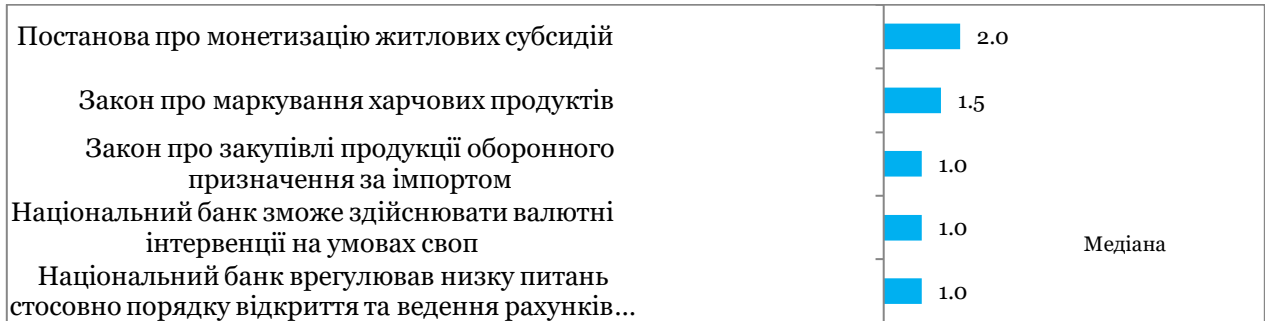 Постанова про монетизацію житлових субсидій
2.0
Закон про маркування харчових продуктів
1.5
Закон про закупівлі продукції оборонного
призначення за імпортом
1.0
Національний банк зможе здійснювати валютні
інтервенції на умовах своп
1.0
Медіана
Національний банк врегулював низку питань
стосовно порядку відкриття та ведення рахунків...
1.0